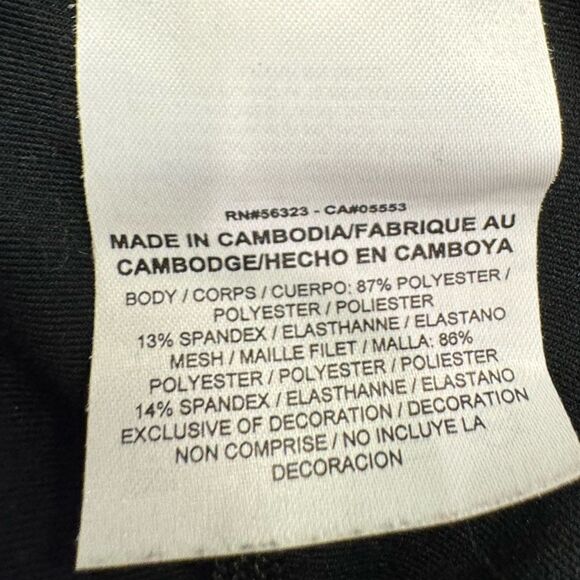 RN#56323 - CA#05553
MADE IN CAMBODIA/FABRIQUE AU
CAMBODGE/HECHO EN CAMBOYA
BODY / CORPS / CUERPO: 87% POLYESTER /
POLYESTER / POLIESTER
13% SPANDEX / ELASTHANNE / ELASTANO
MESH / MAILLE FILET / MALLA: 86%
POLYESTER / POLYESTER / POLIESTER
14% SPANDEX / ELASTHANNE / ELASTANO
EXCLUSIVE OF DECORATION / DECORATION
NON COMPRISE / NO INCLUYE LA
DECORACION